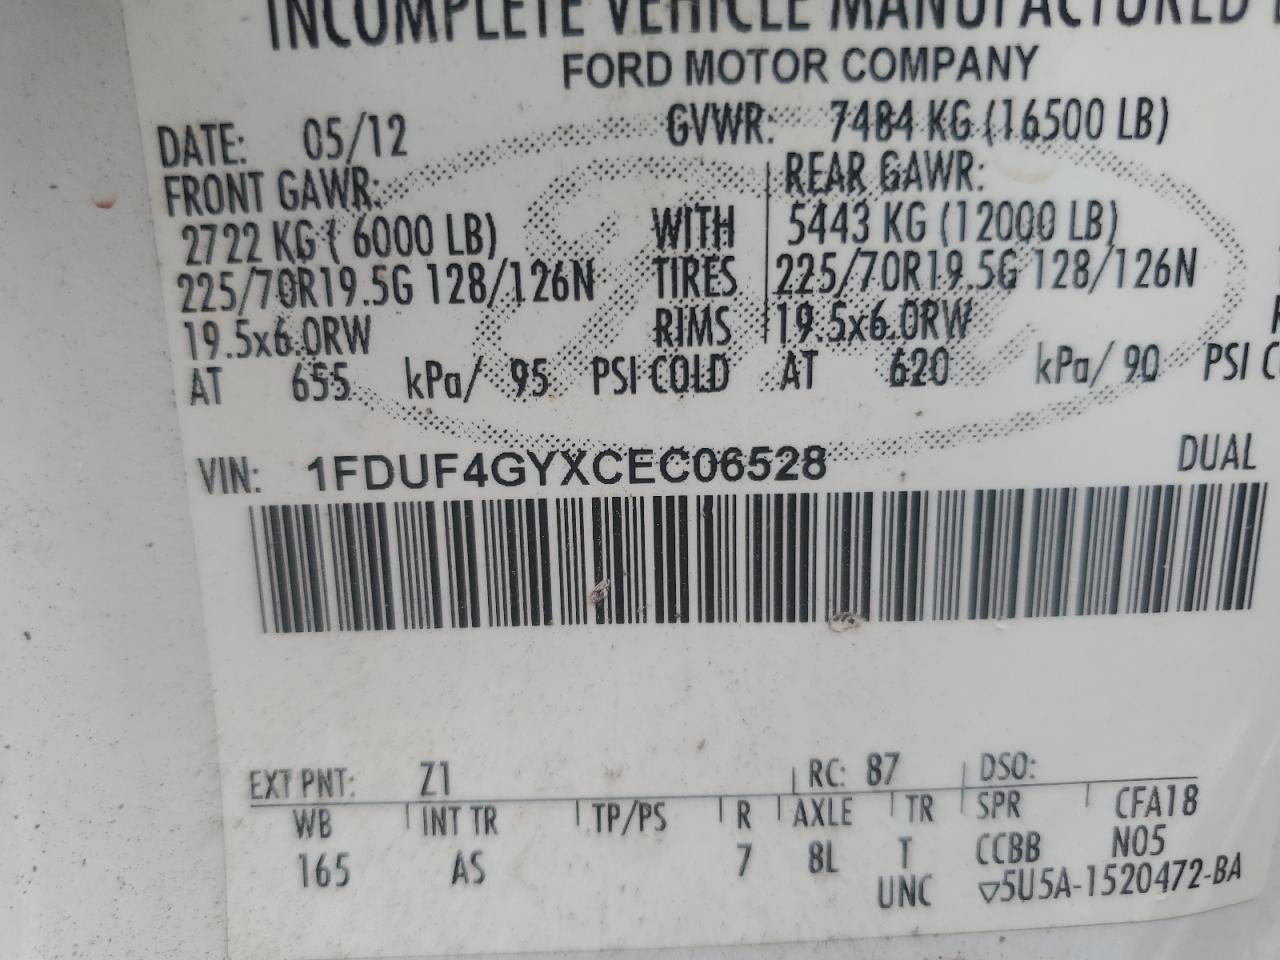 INCOMPLETE VEHICLE MANUFACTURED
FORD MOTOR COMPANY
DATE: 05/12 GVWR: 7484 KG (16500 LB)
FRONT GAWR: REAR GAWR:
2722 KG ( 6000 LB) WITH 5443 KG (12000 LB)
225/70R19.5G 128/126N TIRES 225/70R19.5G 128/126N
19.5x6.0RW RIMS 19.5x6.0RW
AT 655 kPa/ 95 PSI COLD AT 620 kPa/ 90 PSI
VIN: 1FDUF4GYXCEC06528 DUAL
EXT PNT: Z1 RC: 87 DSO:
WB INT TR TP/PS R AXLE TR SPR CFA18
165 AS 7 8L T CCBB N05
UNC ▽5U5A-1520472-BA